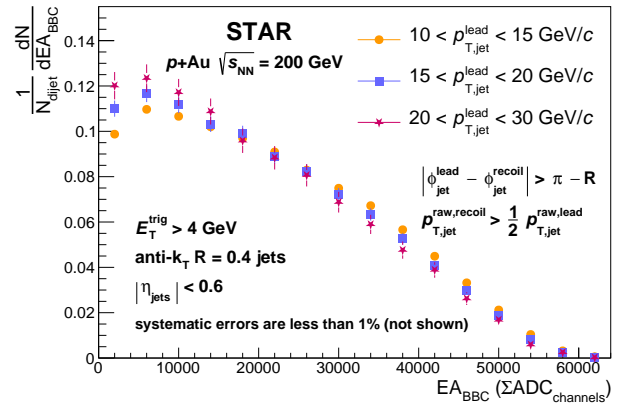 STAR
p+Au √s_NN = 200 GeV
10 < p_T,jet^lead < 15 GeV/c
15 < p_T,jet^lead < 20 GeV/c
20 < p_T,jet^lead < 30 GeV/c
|ϕ_jet^lead − ϕ_jet^recoil| > π − R
p_T,jet^raw,recoil > 1/2 p_T,jet^raw,lead
E_T^trig > 4 GeV
anti-k_T R = 0.4 jets
|η_jets| < 0.6
systematic errors are less than 1% (not shown)
1/N_dijet dN/dEA_BBC
0.14
0.12
0.1
0.08
0.06
0.04
0.02
0
0 10000 20000 30000 40000 50000 60000
EA_BBC (ΣADC_channels)